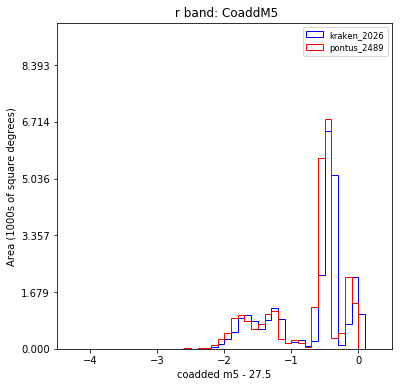 r band: CoaddM5
kraken_2026
pontus_2489
Area (1000s of square degrees)
8.393
6.714
5.036
3.357
1.679
0.000
−4 −3 −2 −1 0
coadded m5 - 27.5